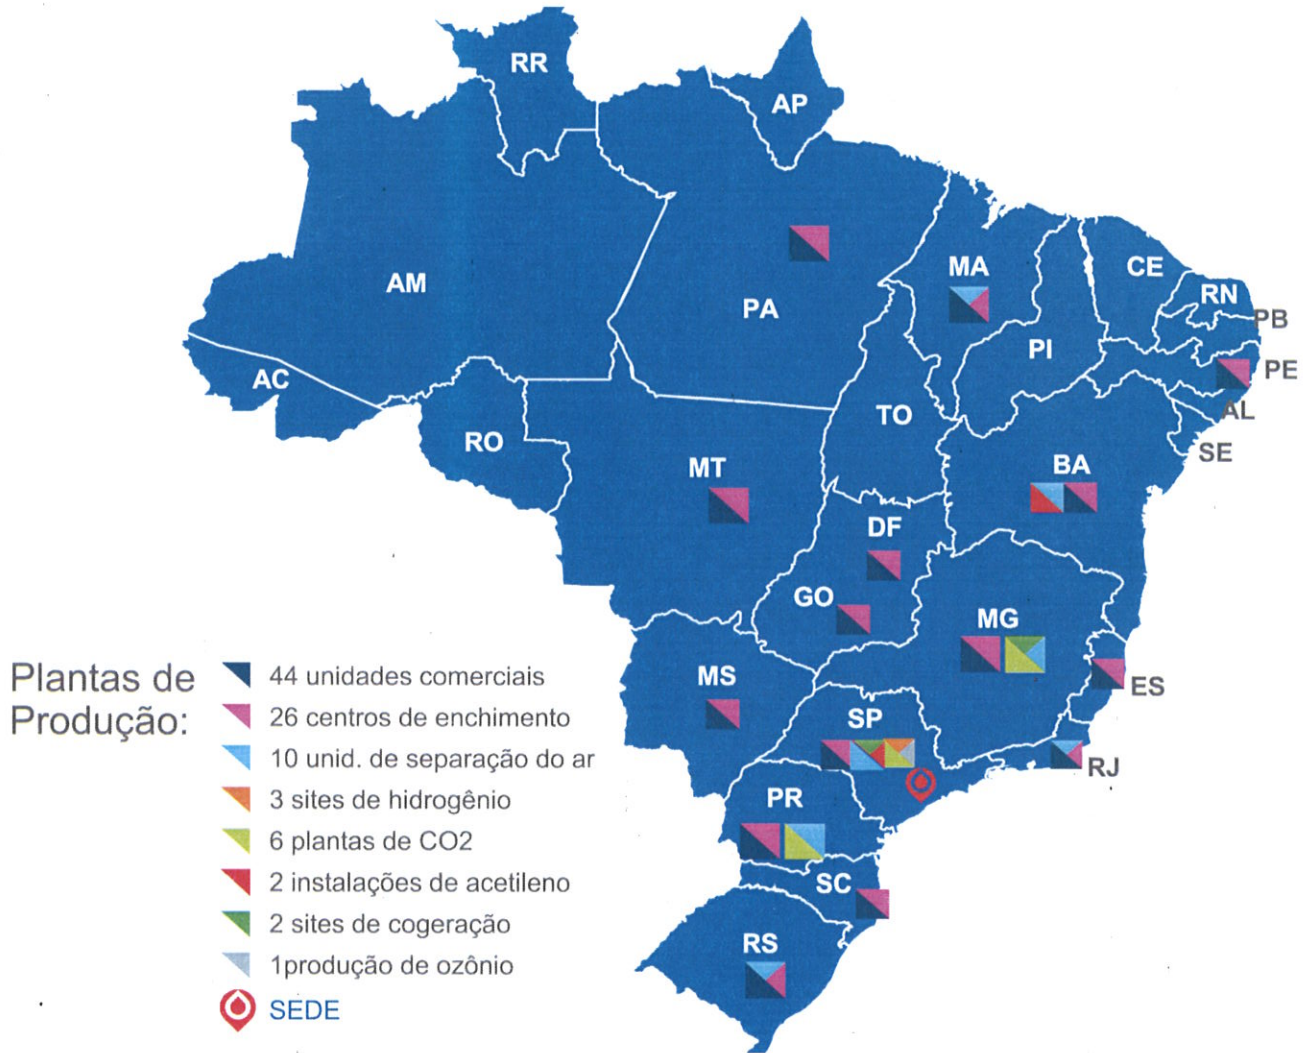 RR
AP
AM
PA
MA
CE
RN
PB
PI
PE
AC
TO
AL
RO
SE
MT
BA
DF
GO
MG
MS
ES
SP
RJ
PR
SC
RS
Plantas de
Produção:
44 unidades comerciais
26 centros de enchimento
10 unid. de separação do ar
3 sites de hidrogênio
6 plantas de CO2
2 instalações de acetileno
2 sites de cogeração
1produção de ozônio
SEDE